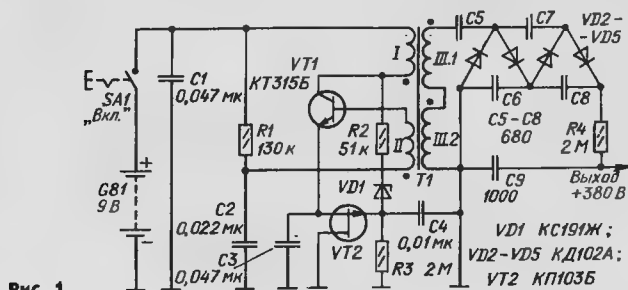 SA1
„Вкл."
GB1
9 В
+
−
C1
0,047 мк
R1
130 к
C2
0,022 мк
C3
0,047 мк
VT1
КТ315Б
R2
51 к
VD1
VT2
R3 2М
C4
0,01 мк
I
II
III.1
III.2
T1
C5
C7
VD2-
-VD5
C6
C8
C5-C8
680
R4
2М
C9
1000
Выход
+380 В
VD1 КС191Ж;
VD2-VD5 КД102А;
VT2 КП103Б
Рис. 1